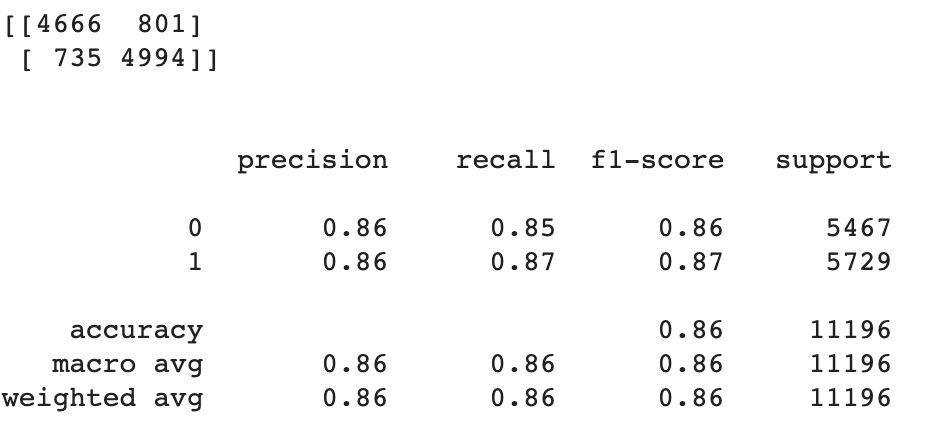 [[4666  801]
 [ 735 4994]]
precision recall f1-score support
0 0.86 0.85 0.86 5467
1 0.86 0.87 0.87 5729
accuracy 0.86 11196
macro avg 0.86 0.86 0.86 11196
weighted avg 0.86 0.86 0.86 11196